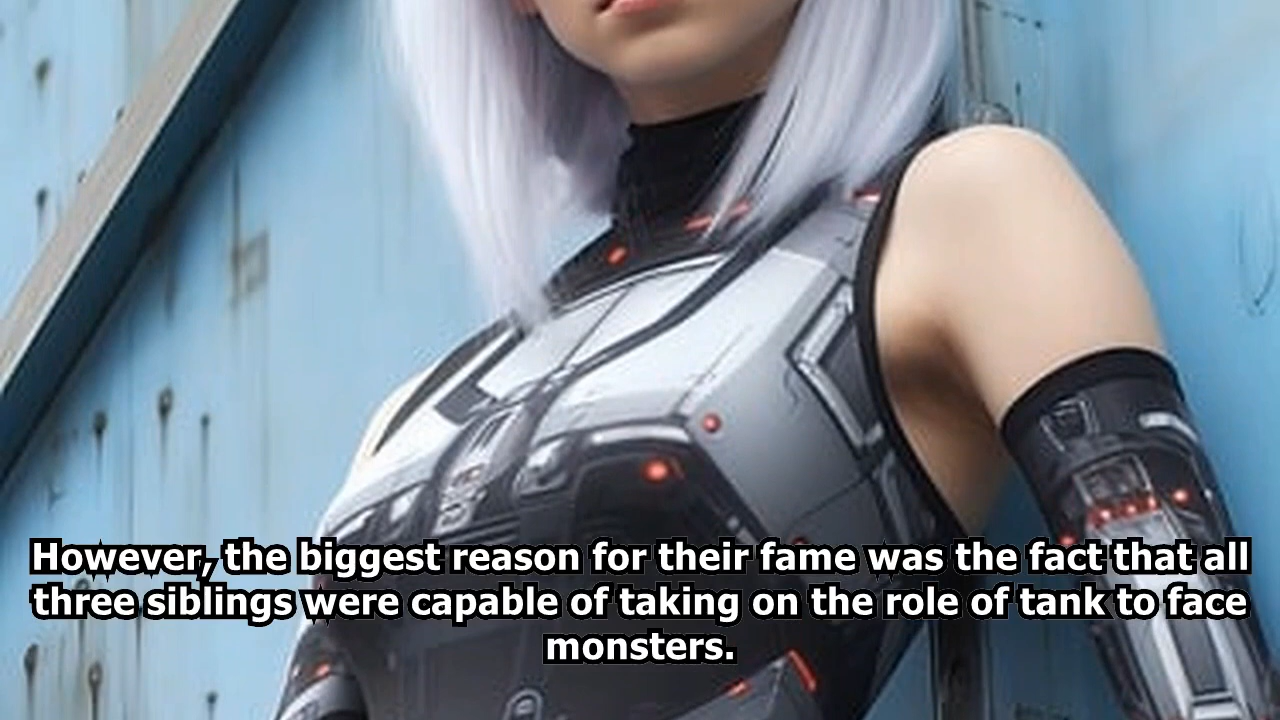 However, the biggest reason for their fame was the fact that all
three siblings were capable of taking on the role of tank to face
monsters.